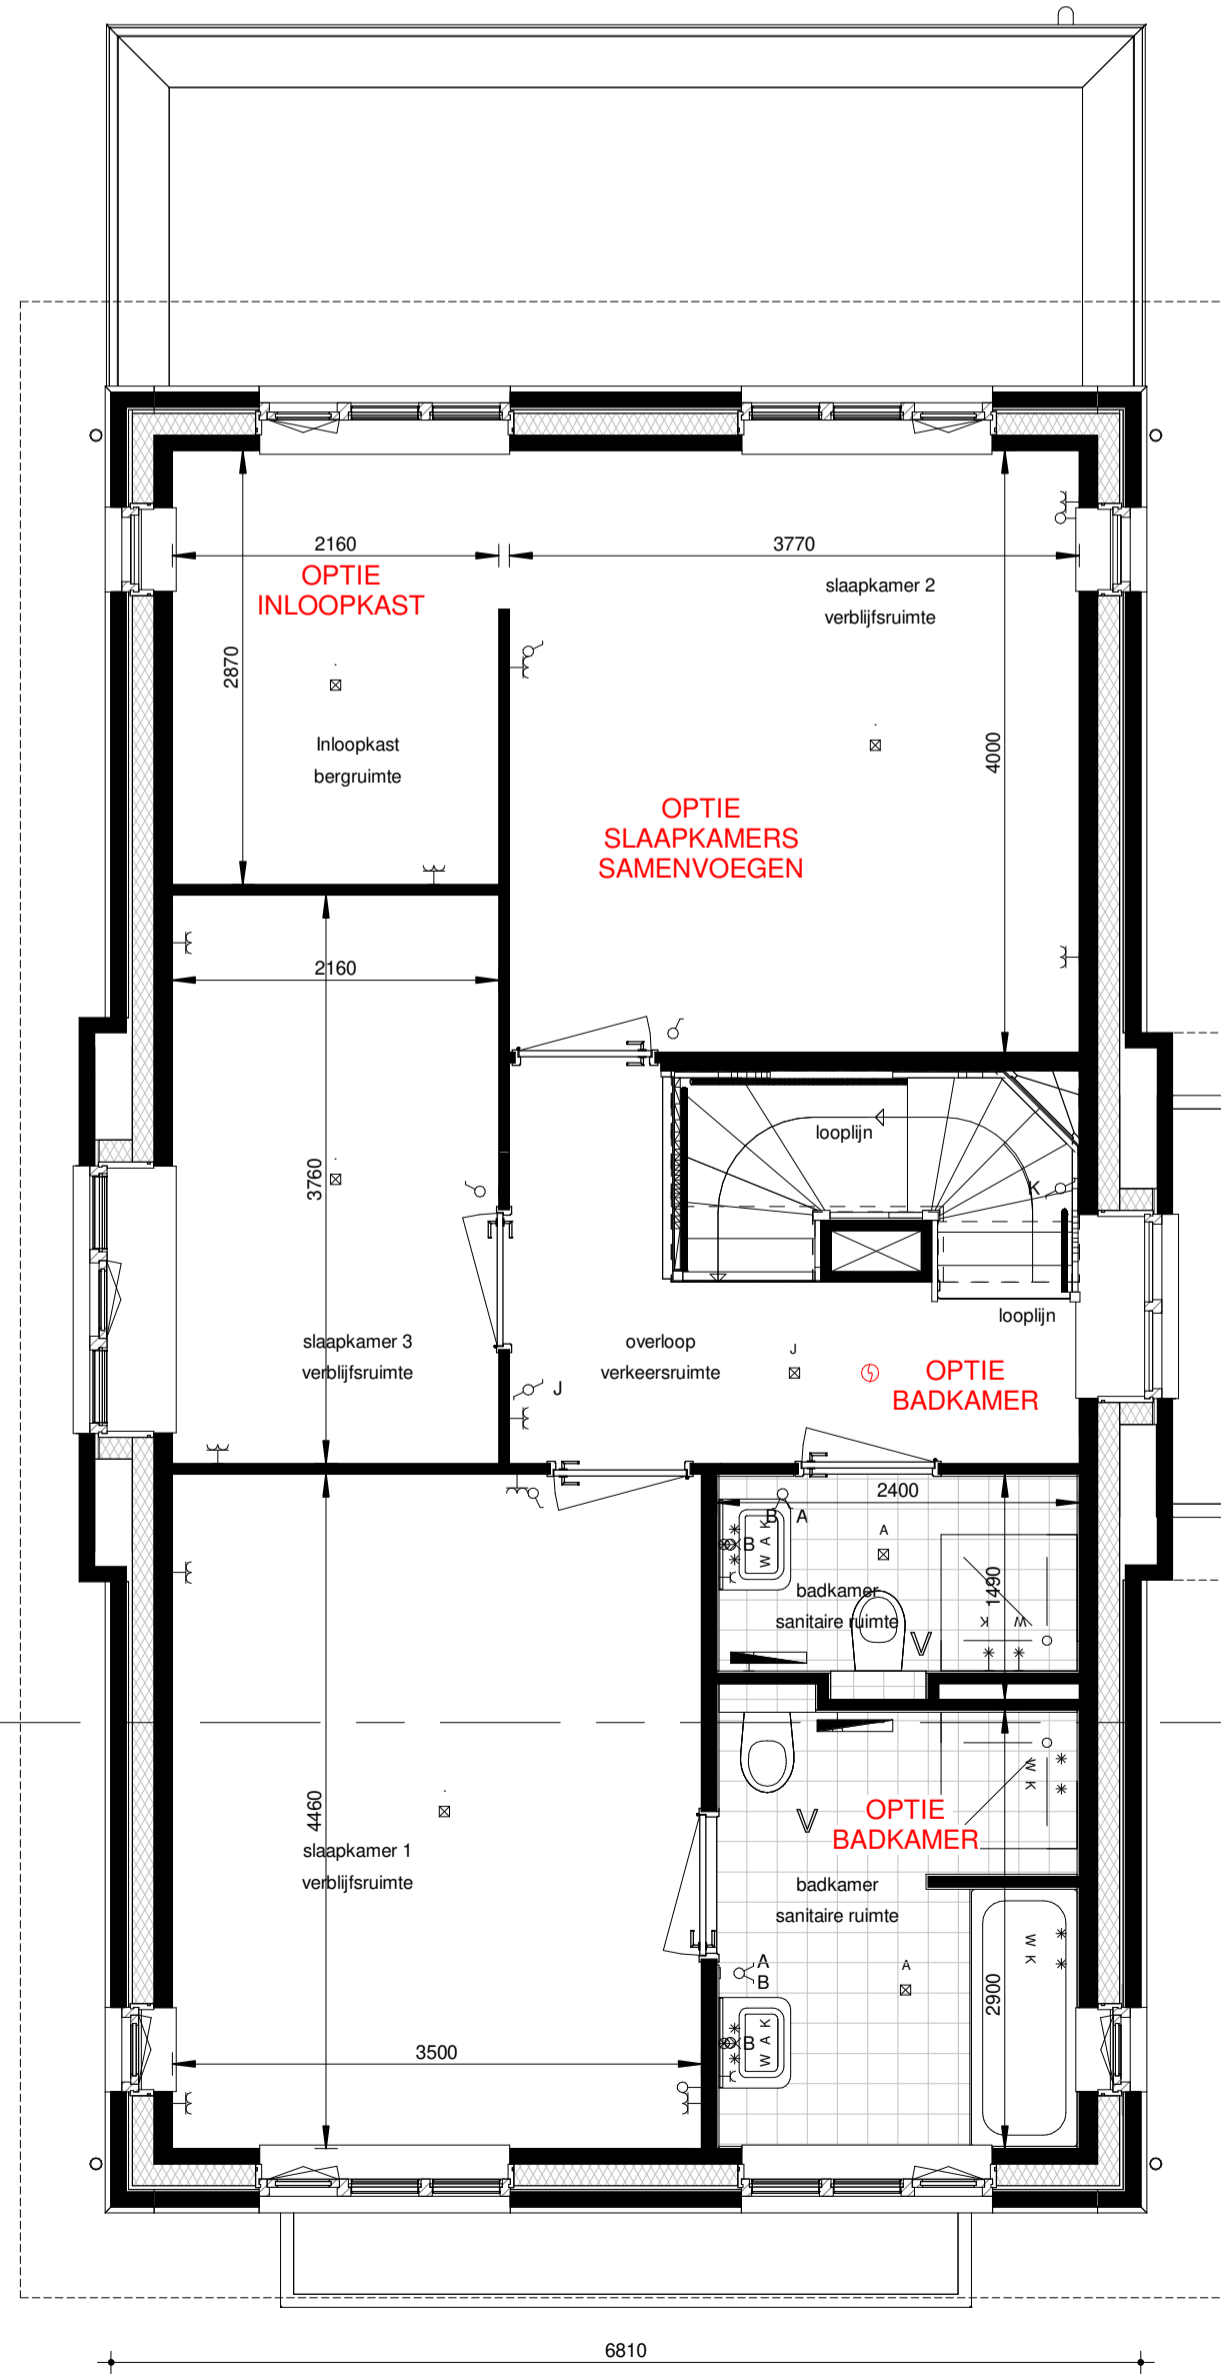 2160
3770
OPTIE
INLOOPKAST
slaapkamer 2
verblijfsruimte
2870
4000
Inloopkast
bergruimte
OPTIE
SLAAPKAMERS
SAMENVOEGEN
2160
3760
looplijn
K
looplijn
slaapkamer 3
verblijfsruimte
overloop
verkeersruimte
J
OPTIE
BADKAMER
J
2400
B A
A
B
W A K
1490
badkamer
sanitaire ruimte
K W
V
4460
slaapkamer 1
verblijfsruimte
W K
OPTIE
BADKAMER
V
badkamer
sanitaire ruimte
W K
A
B
A
2900
B
W A K
3500
6810